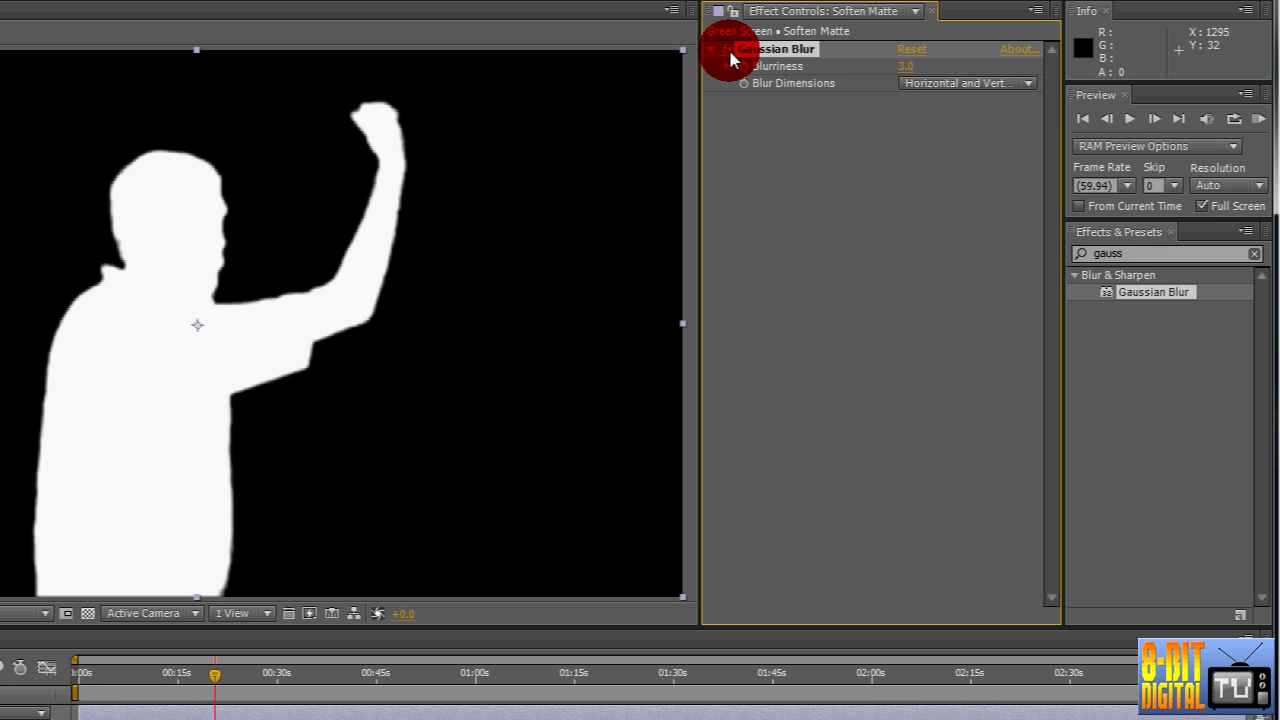 Effect Controls: Soften Matte
Green Screen • Soften Matte
Gaussian Blur Reset About...
Blurriness 3.0
Blur Dimensions Horizontal and Vert...
Info
R: X: 1295
G: Y: 32
B:
A: 0
Preview
RAM Preview Options
Frame Rate Skip Resolution
(59.94) 0 Auto
From Current Time Full Screen
Effects & Presets
gauss
Blur & Sharpen
32 Gaussian Blur
Active Camera 1 View +0.0
:00s 00:15s 00:30s 00:45s 01:00s 01:15s 01:30s 01:45s 02:00s 02:15s 02:30s
8-BIT
DIGITAL
TV